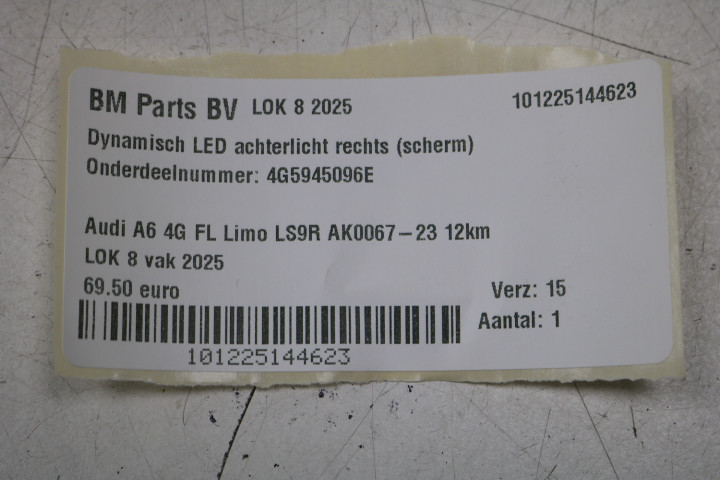 BM Parts BV LOK 8 2025 101225144623
Dynamisch LED achterlicht rechts (scherm)
Onderdeelnummer: 4G5945096E
Audi A6 4G FL Limo LS9R AK0067-23 12km
LOK 8 vak 2025
69.50 euro Verz: 15
Aantal: 1
101225144623